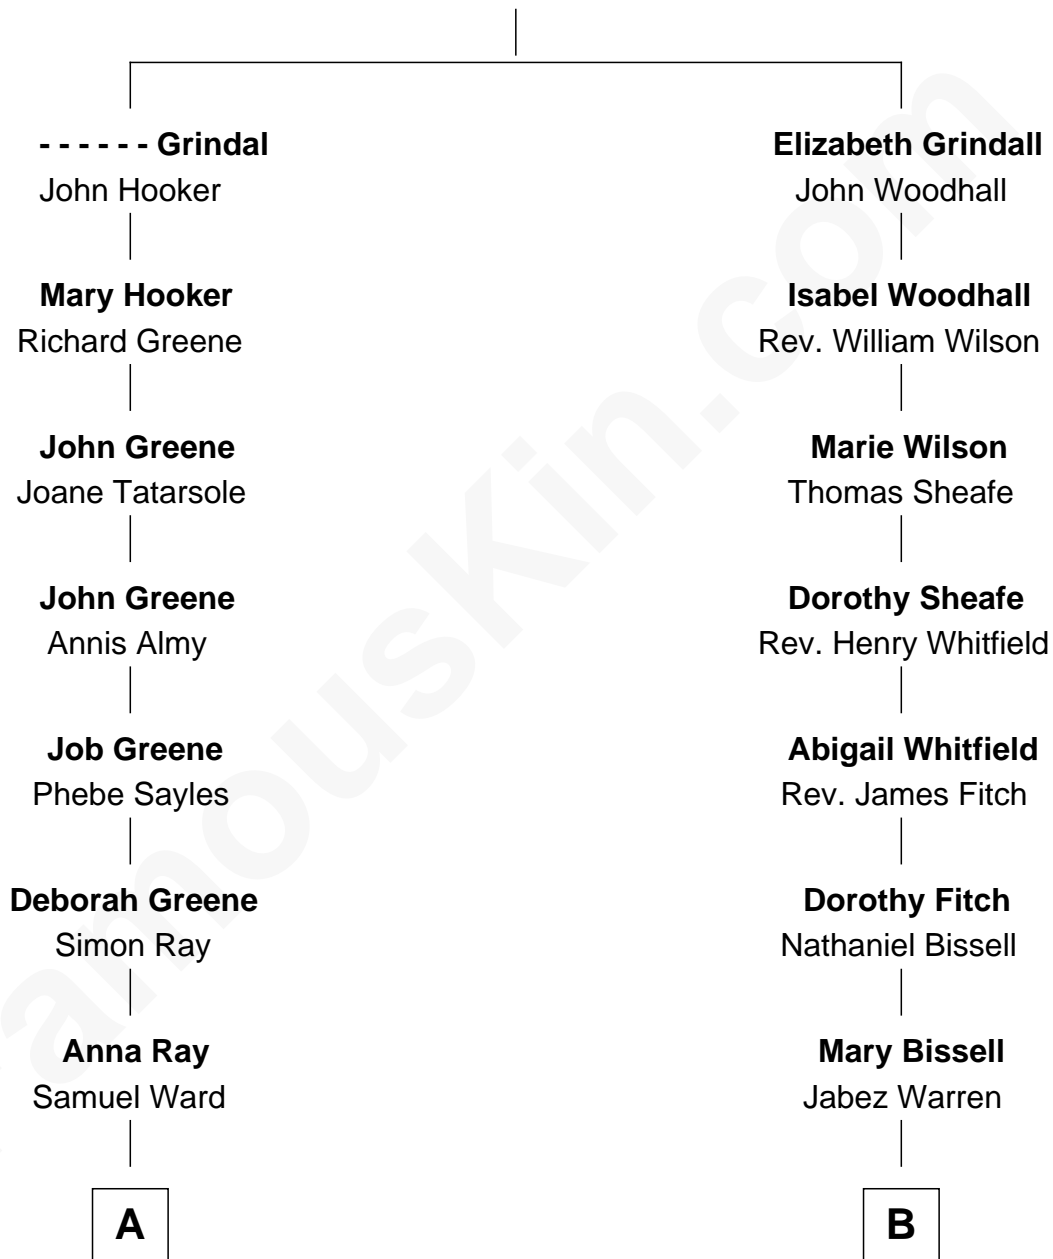 - - - - - - Grindal
John Hooker
Mary Hooker
Richard Greene
John Greene
Joane Tatarsole
John Greene
Annis Almy
Job Greene
Phebe Sayles
Deborah Greene
Simon Ray
Anna Ray
Samuel Ward
A
Elizabeth Grindall
John Woodhall
Isabel Woodhall
Rev. William Wilson
Marie Wilson
Thomas Sheafe
Dorothy Sheafe
Rev. Henry Whitfield
Abigail Whitfield
Rev. James Fitch
Dorothy Fitch
Nathaniel Bissell
Mary Bissell
Jabez Warren
B
amouskin.com